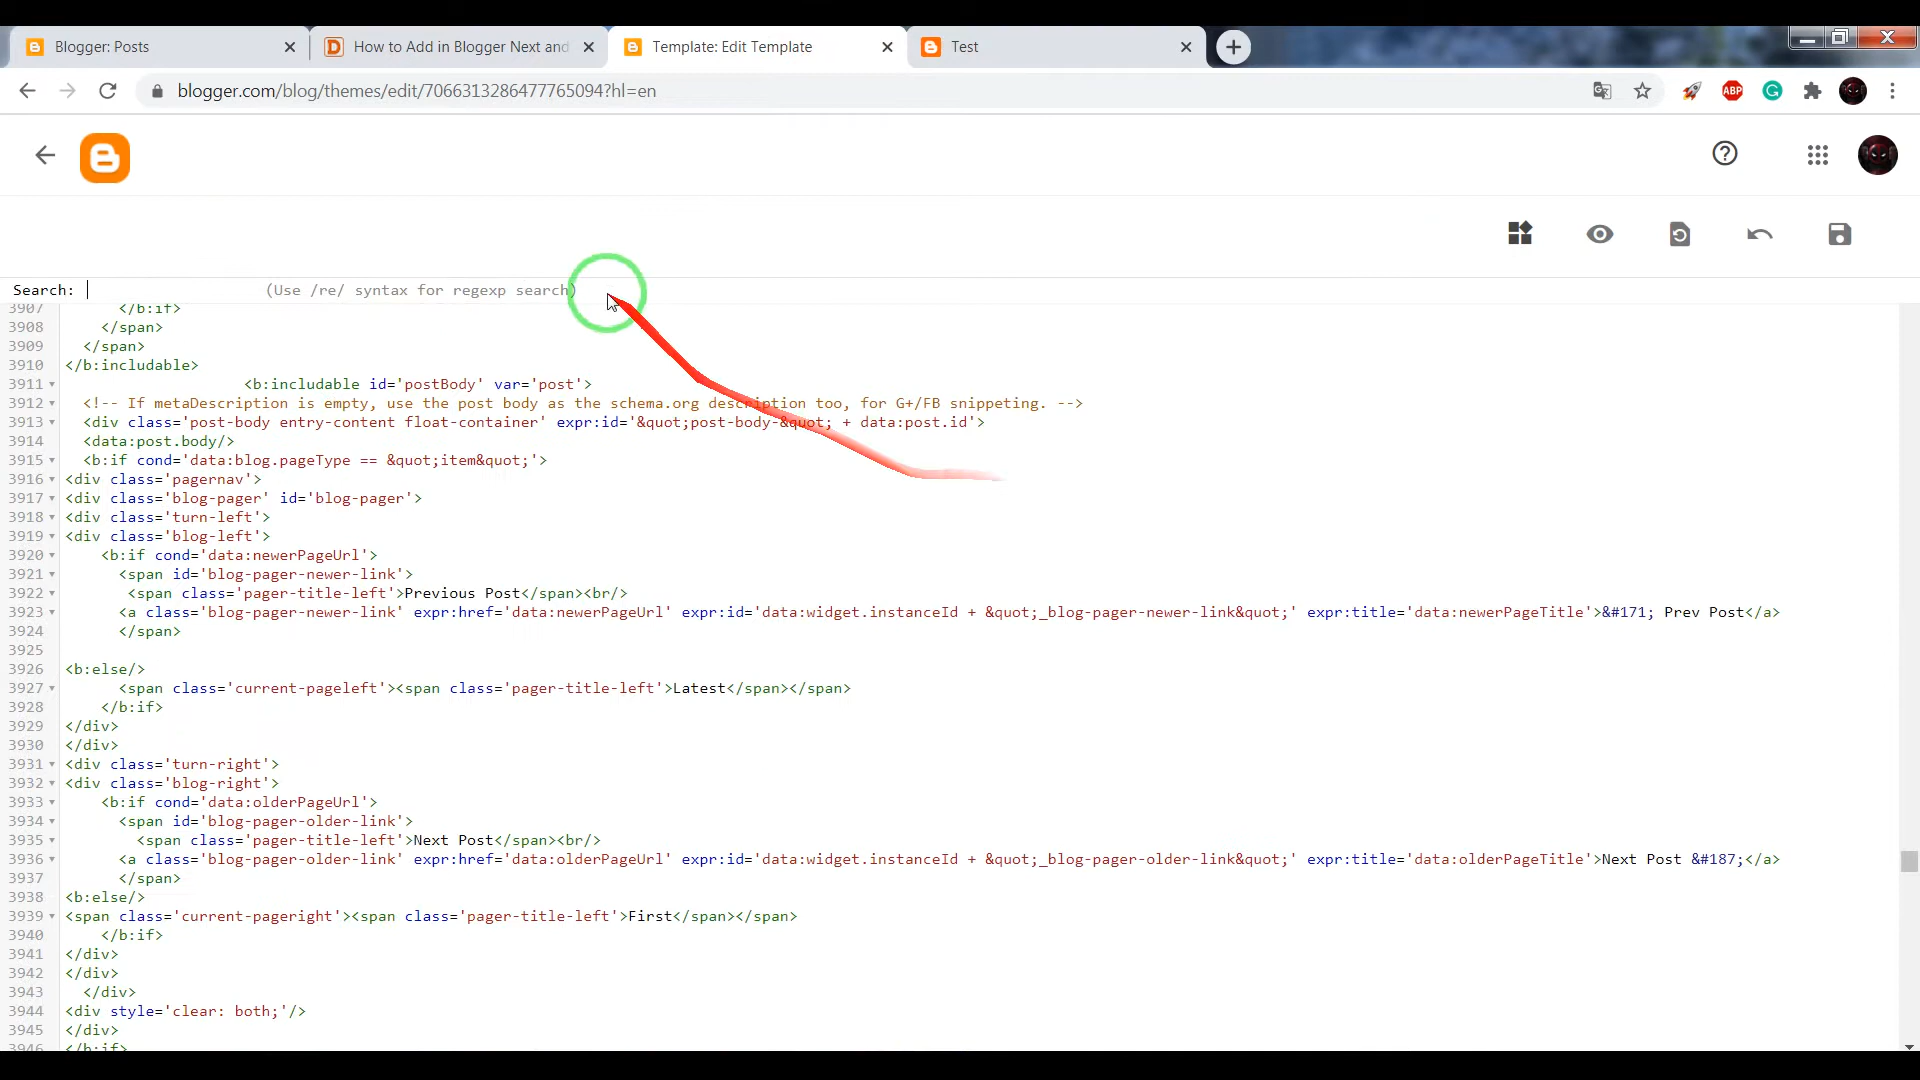 Blogger: Posts
How to Add in Blogger Next and
Template: Edit Template
Test
blogger.com/blog/themes/edit/7066313286477765094?hl=en
ABP
Search: (Use /re/ syntax for regexp search)
3907 </b:if>
3908 </span>
3909 </span>
3910 </b:includable>
3911 <b:includable id='postBody' var='post'>
3912 <!-- If metaDescription is empty, use the post body as the schema.org description too, for G+/FB snippeting. -->
3913 <div class='post-body entry-content float-container' expr:id='&quot;post-body-&quot; + data:post.id'>
3914 <data:post.body/>
3915 <b:if cond='data:blog.pageType == &quot;item&quot;'>
3916 <div class='pagernav'>
3917 <div class='blog-pager' id='blog-pager'>
3918 <div class='turn-left'>
3919 <div class='blog-left'>
3920 <b:if cond='data:newerPageUrl'>
3921 <span id='blog-pager-newer-link'>
3922 <span class='pager-title-left'>Previous Post</span><br/>
3923 <a class='blog-pager-newer-link' expr:href='data:newerPageUrl' expr:id='data:widget.instanceId + &quot;_blog-pager-newer-link&quot;' expr:title='data:newerPageTitle'>&#171; Prev Post</a>
3924 </span>
3925
3926 <b:else/>
3927 <span class='current-pageleft'><span class='pager-title-left'>Latest</span></span>
3928 </b:if>
3929 </div>
3930 </div>
3931 <div class='turn-right'>
3932 <div class='blog-right'>
3933 <b:if cond='data:olderPageUrl'>
3934 <span id='blog-pager-older-link'>
3935 <span class='pager-title-left'>Next Post</span><br/>
3936 <a class='blog-pager-older-link' expr:href='data:olderPageUrl' expr:id='data:widget.instanceId + &quot;_blog-pager-older-link&quot;' expr:title='data:olderPageTitle'>Next Post &#187;</a>
3937 </span>
3938 <b:else/>
3939 <span class='current-pageright'><span class='pager-title-left'>First</span></span>
3940 </b:if>
3941 </div>
3942 </div>
3943 </div>
3944 <div style='clear: both;'/>
3945 </div>
3946 </b:if>